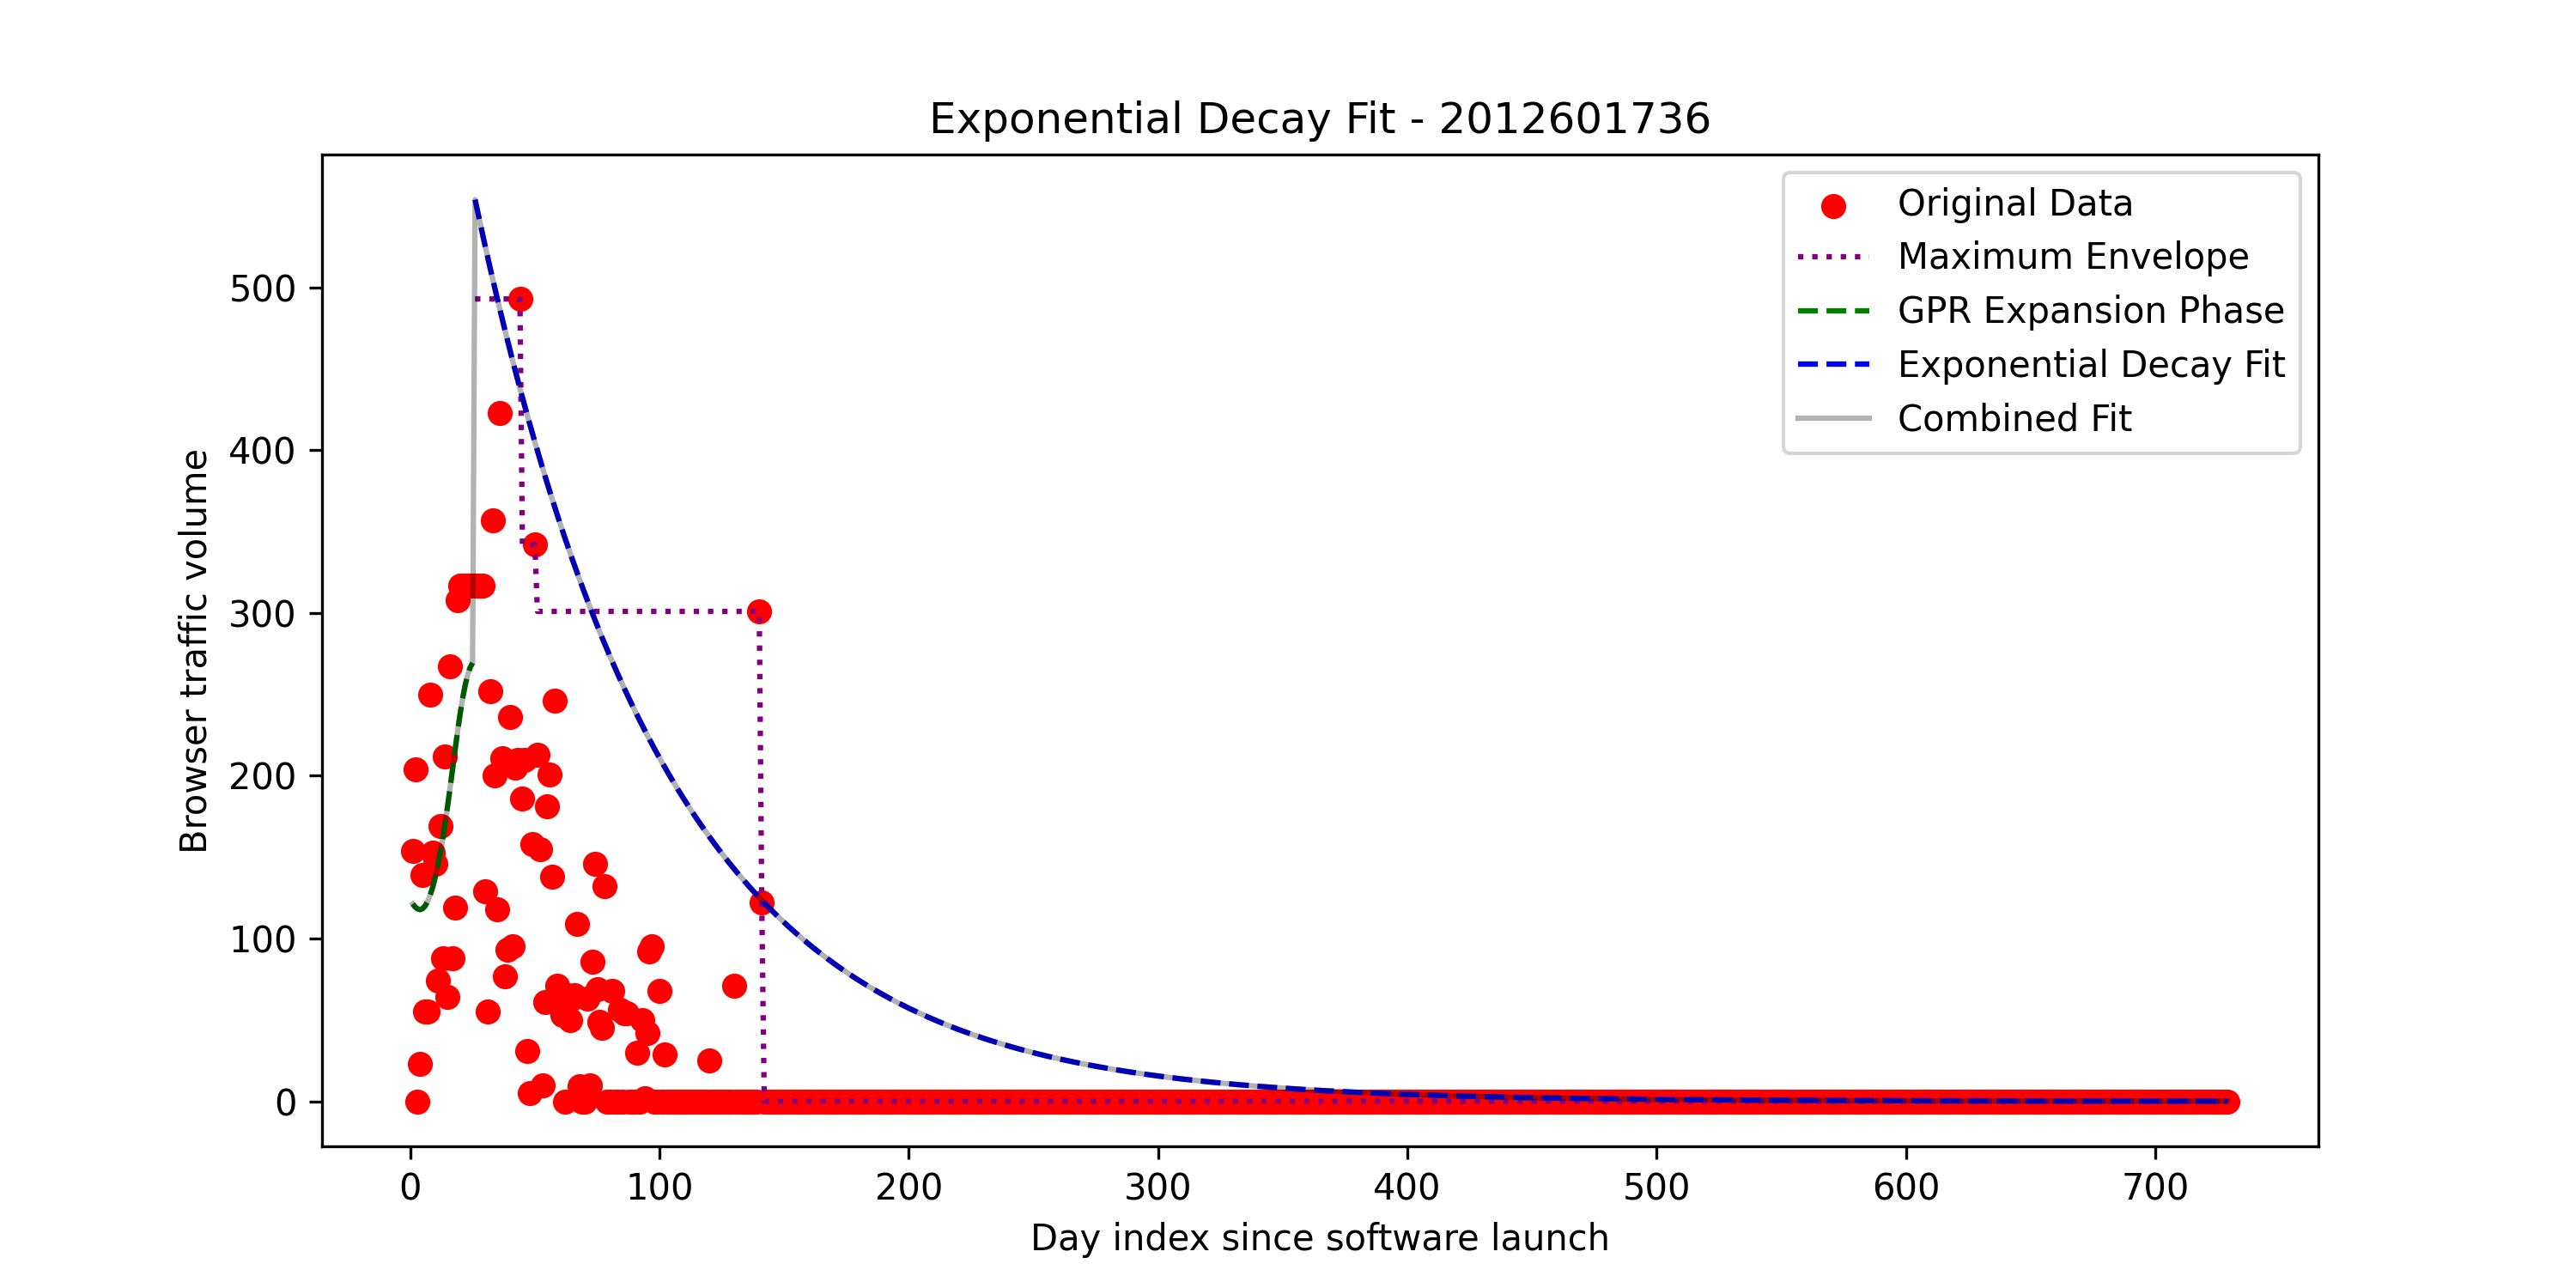 Exponential Decay Fit - 2012601736
Original Data
Maximum Envelope
GPR Expansion Phase
Exponential Decay Fit
Combined Fit
Browser traffic volume
500
400
300
200
100
0
0 100 200 300 400 500 600 700
Day index since software launch